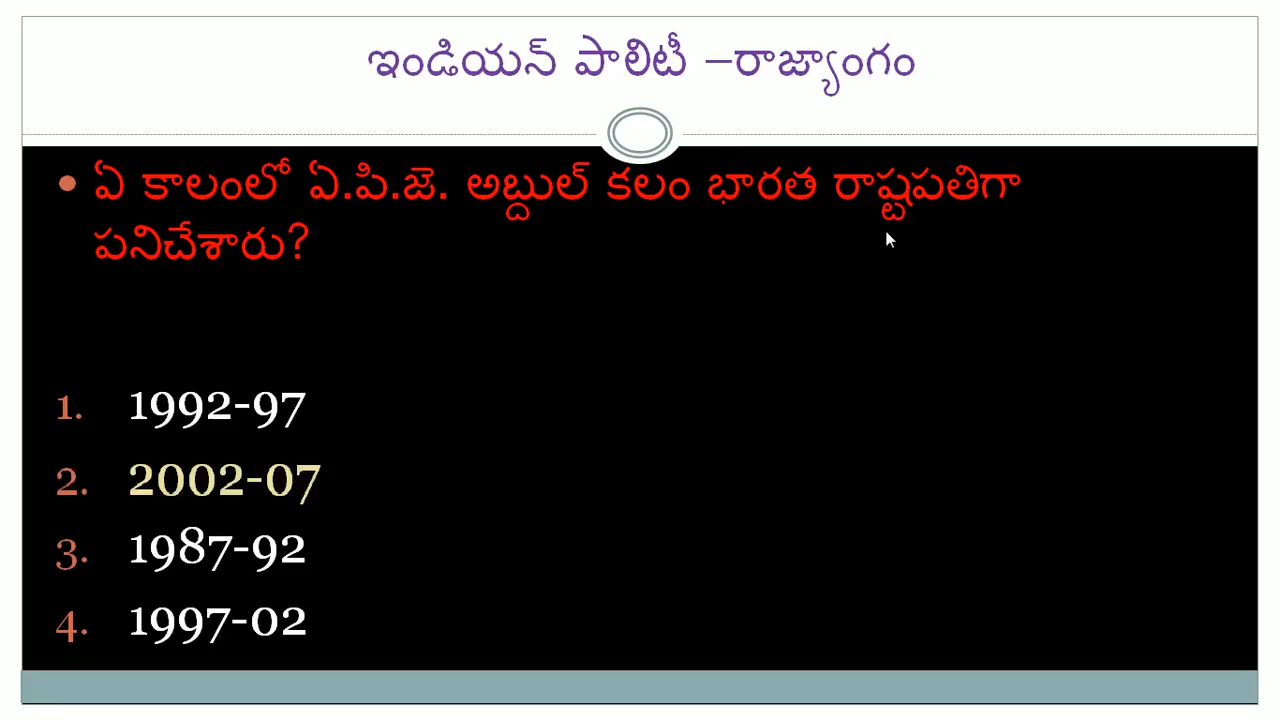 ఇండియన్ పాలిటీ –రాజ్యాంగం
• ఏ కాలంలో ఏ.పి.జె. అబ్దుల్ కలం భారత రాష్ట్రపతిగా
పనిచేశారు?
1. 1992-97
2. 2002-07
3. 1987-92
4. 1997-02